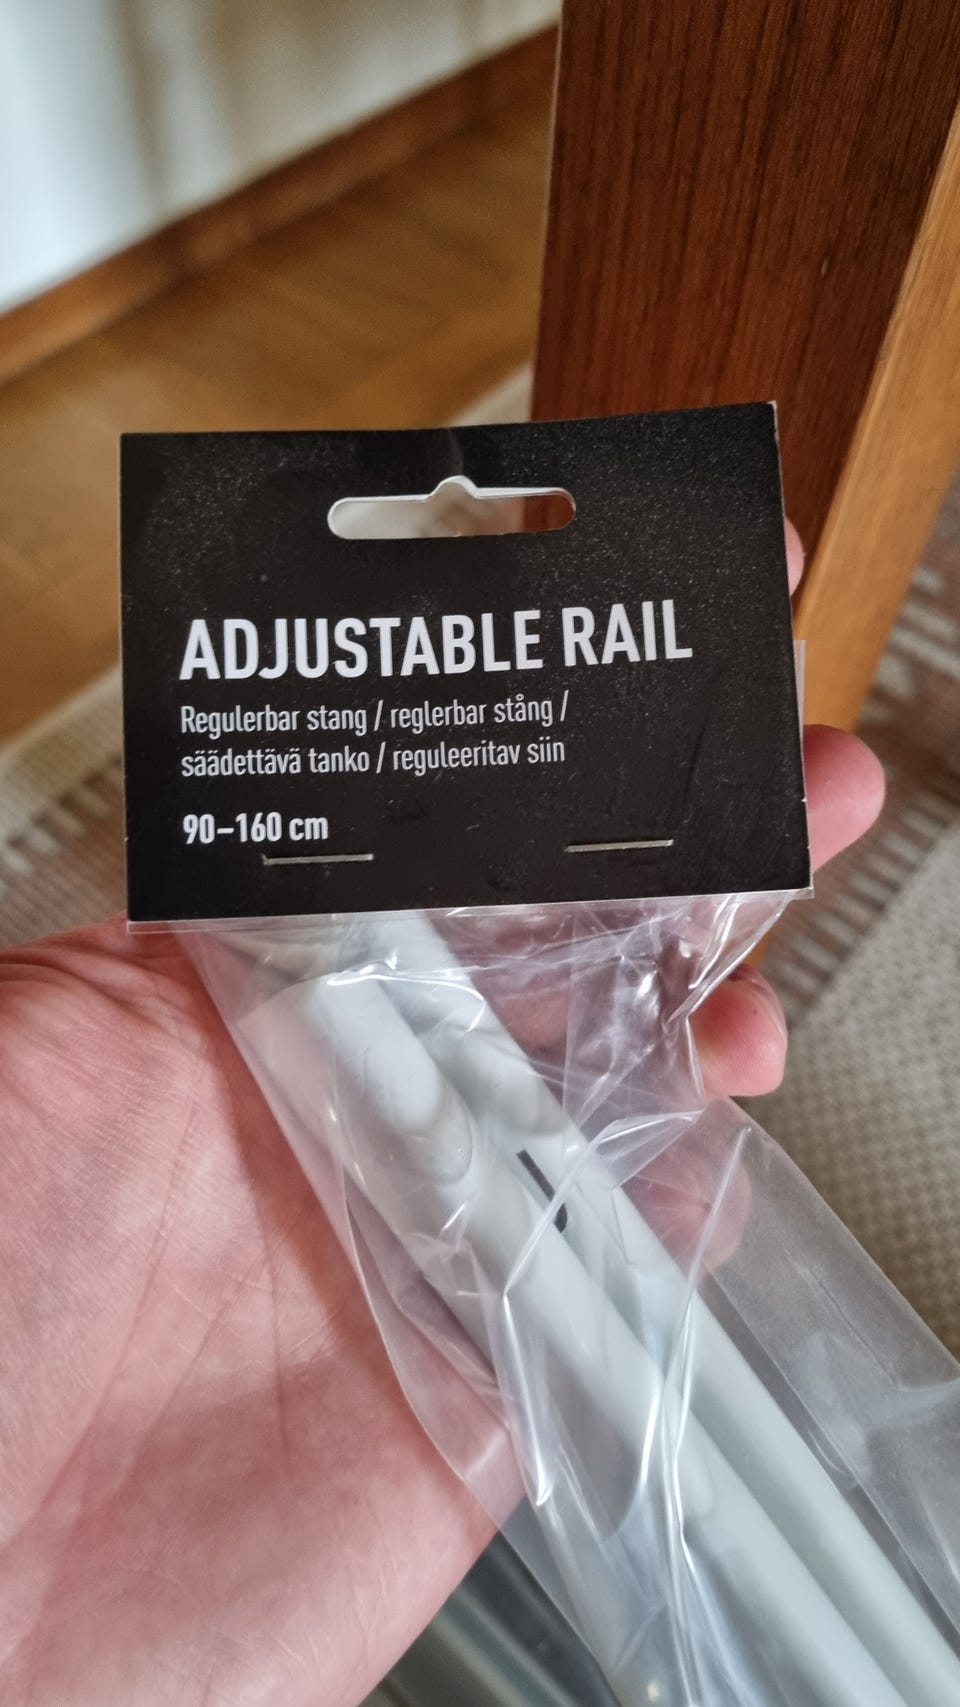 ADJUSTABLE RAIL
Regulerbar stang / reglerbar stång /
säädettävä tanko / reguleeritav siin
90–160 cm